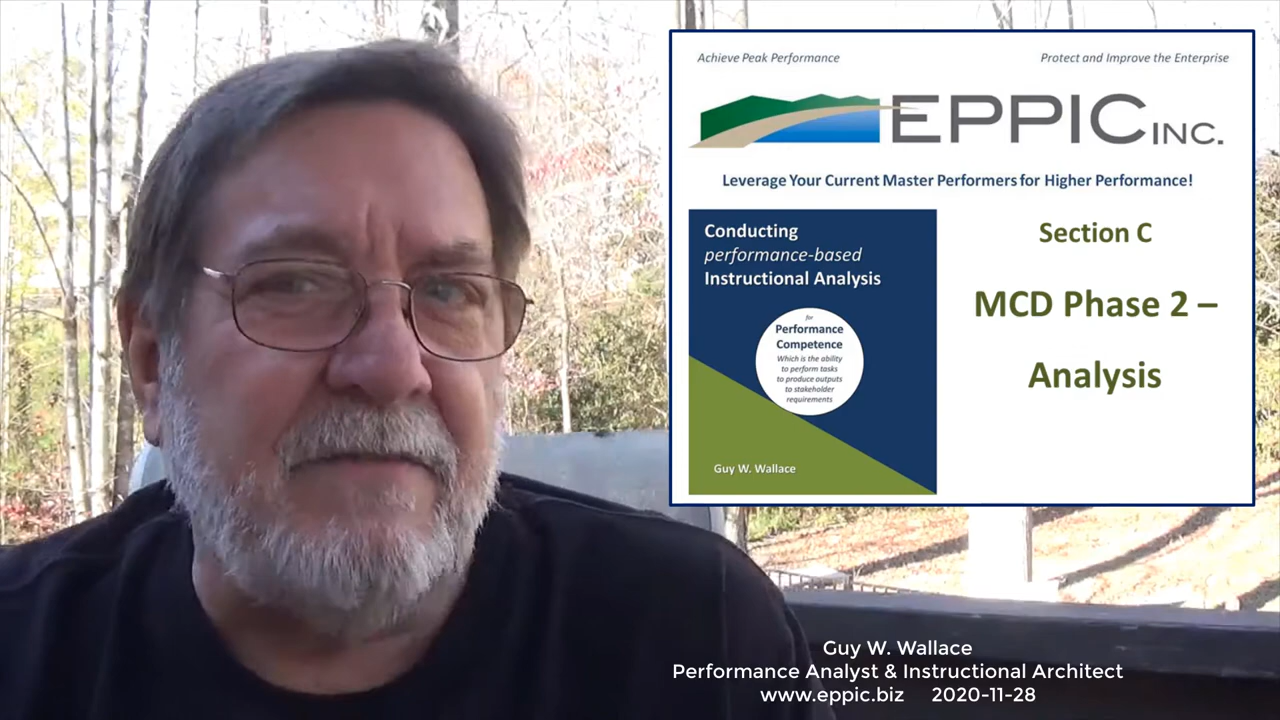 Achieve Peak Performance
Protect and Improve the Enterprise
EPPIC INC.
Leverage Your Current Master Performers for Higher Performance!
Conducting
performance-based
Instructional Analysis
for
Performance
Competence
Which is the ability
to perform tasks
to produce outputs
to stakeholder
requirements
Guy W. Wallace
Section C
MCD Phase 2 –
Analysis
Guy W. Wallace
Performance Analyst & Instructional Architect
www.eppic.biz 2020-11-28